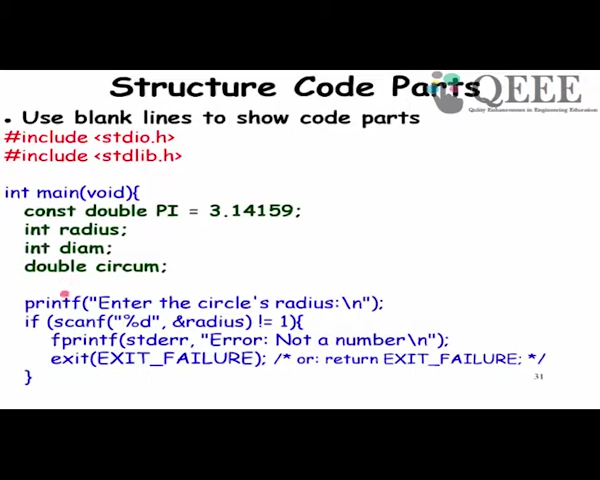 Structure Code Parts
QEEE
Quality Enhancement in Engineering Education
• Use blank lines to show code parts
#include <stdio.h>
#include <stdlib.h>
int main(void){
const double PI = 3.14159;
int radius;
int diam;
double circum;
printf("Enter the circle's radius:\n");
if (scanf("%d", &radius) != 1){
fprintf(stderr, "Error: Not a number\n");
exit(EXIT_FAILURE); /* or: return EXIT_FAILURE; */
}
31